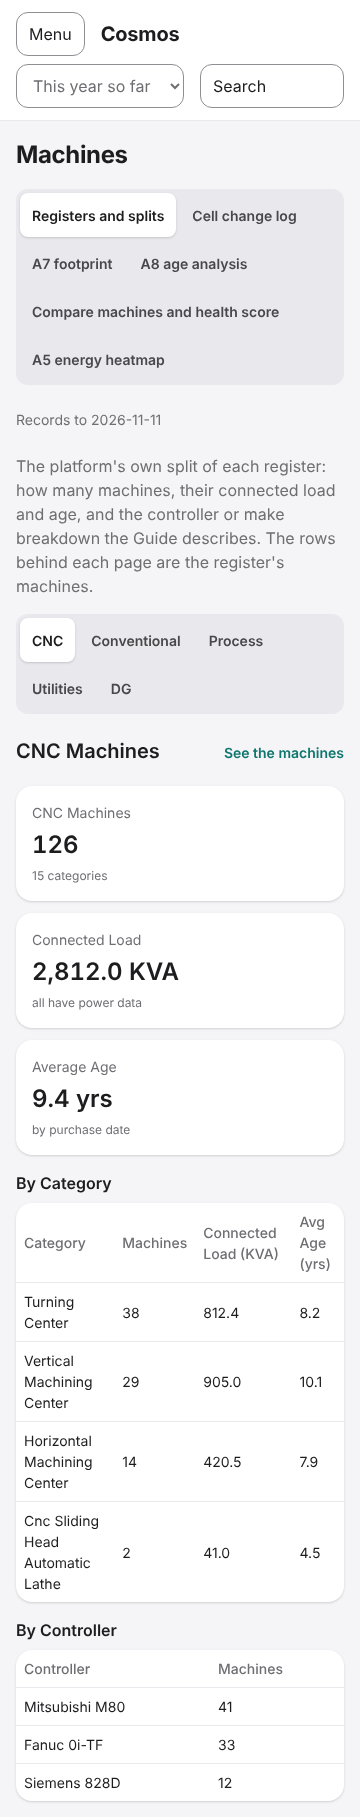 Menu
Cosmos
This year so far
Search
Machines
Registers and splits
Cell change log
A7 footprint
A8 age analysis
Compare machines and health score
A5 energy heatmap
Records to 2026-11-11
The platform's own split of each register:
how many machines, their connected load
and age, and the controller or make
breakdown the Guide describes. The rows
behind each page are the register's
machines.
CNC
Conventional
Process
Utilities
DG
CNC Machines
See the machines
CNC Machines
126
15 categories
Connected Load
2,812.0 KVA
all have power data
Average Age
9.4 yrs
by purchase date
By Category
Category
Machines
Connected
Load (KVA)
Avg
Age
(yrs)
Turning
Center
38
812.4
8.2
Vertical
Machining
Center
29
905.0
10.1
Horizontal
Machining
Center
14
420.5
7.9
Cnc Sliding
Head
Automatic
Lathe
2
41.0
4.5
By Controller
Controller
Machines
Mitsubishi M80
41
Fanuc 0i-TF
33
Siemens 828D
12